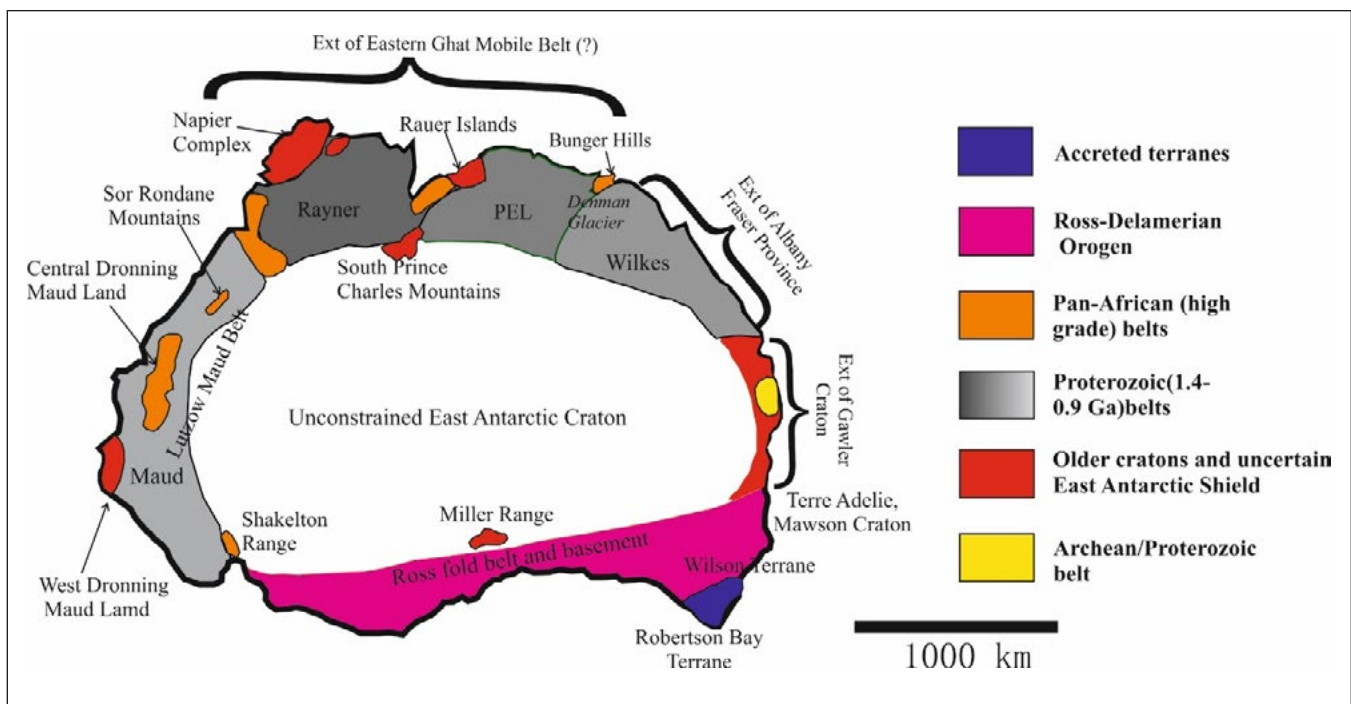 Ext of Eastern Ghat Mobile Belt (?)
Napier
Complex
Rauer Islands
Bunger Hills
Sor Rondane
Mountains
Rayner
PEL
Denman
Glacier
Ext of Albany
Fraser Province
Central Dronning
Maud Land
South Prince
Charles Mountains
Wilkes
Lutzow Maud Belt
Unconstrained East Antarctic Craton
Ext of Gawler
Craton
Maud
Shakelton
Range
Miller Range
Terre Adelie,
Mawson Craton
West Dronning
Maud Lamd
Ross fold belt and basement
Wilson Terrane
Robertson Bay
Terrane
Accreted terranes
Ross-Delamerian
Orogen
Pan-African (high
grade) belts
Proterozoic(1.4-
0.9 Ga)belts
Older cratons and uncertain
East Antarctic Shield
Archean/Proterozoic
belt
1000 km